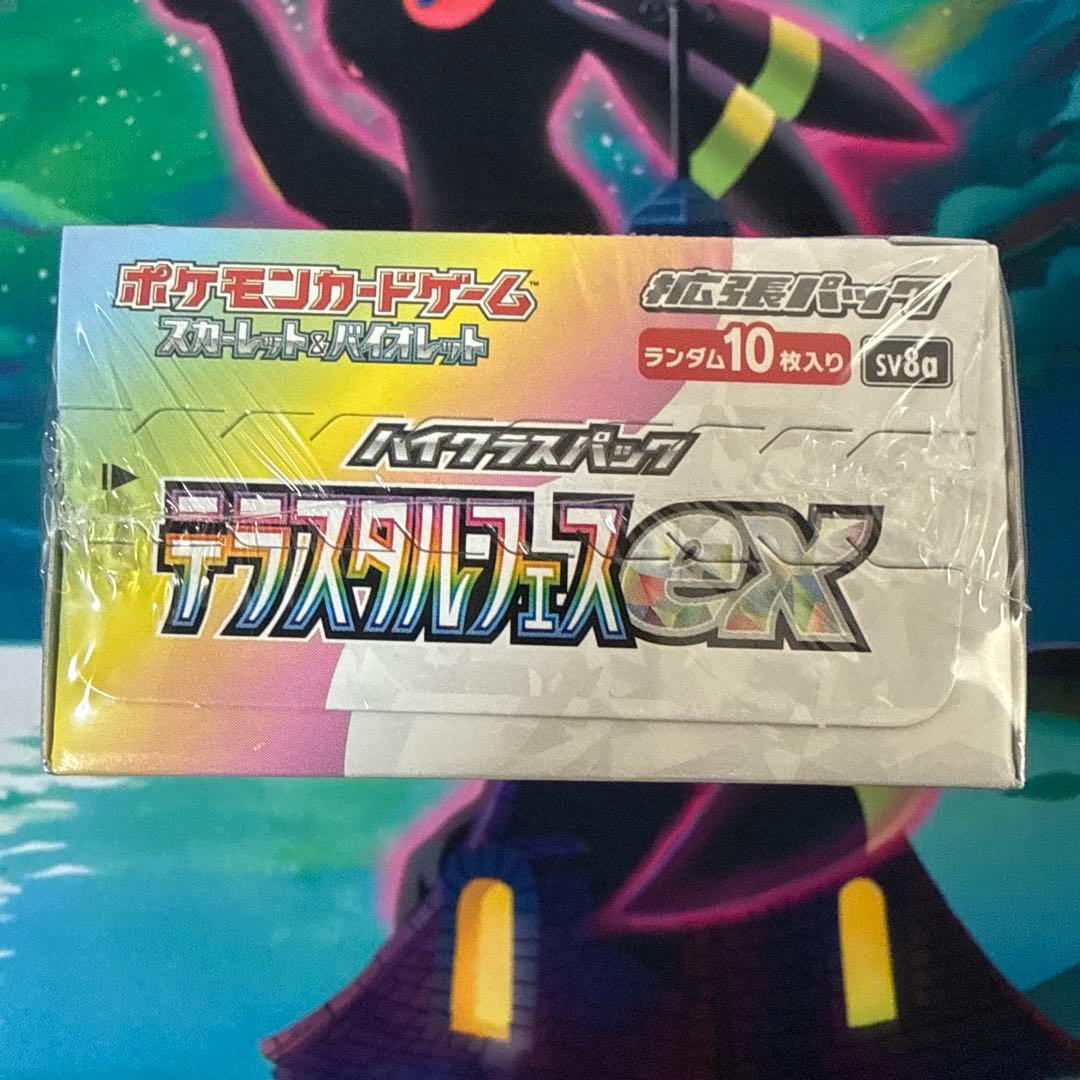 ポケモンカードゲーム™
スカーレット&バイオレット
拡張パック
ランダム10枚入り
sv8a
ハイクラスパック
テラスタルフェスex